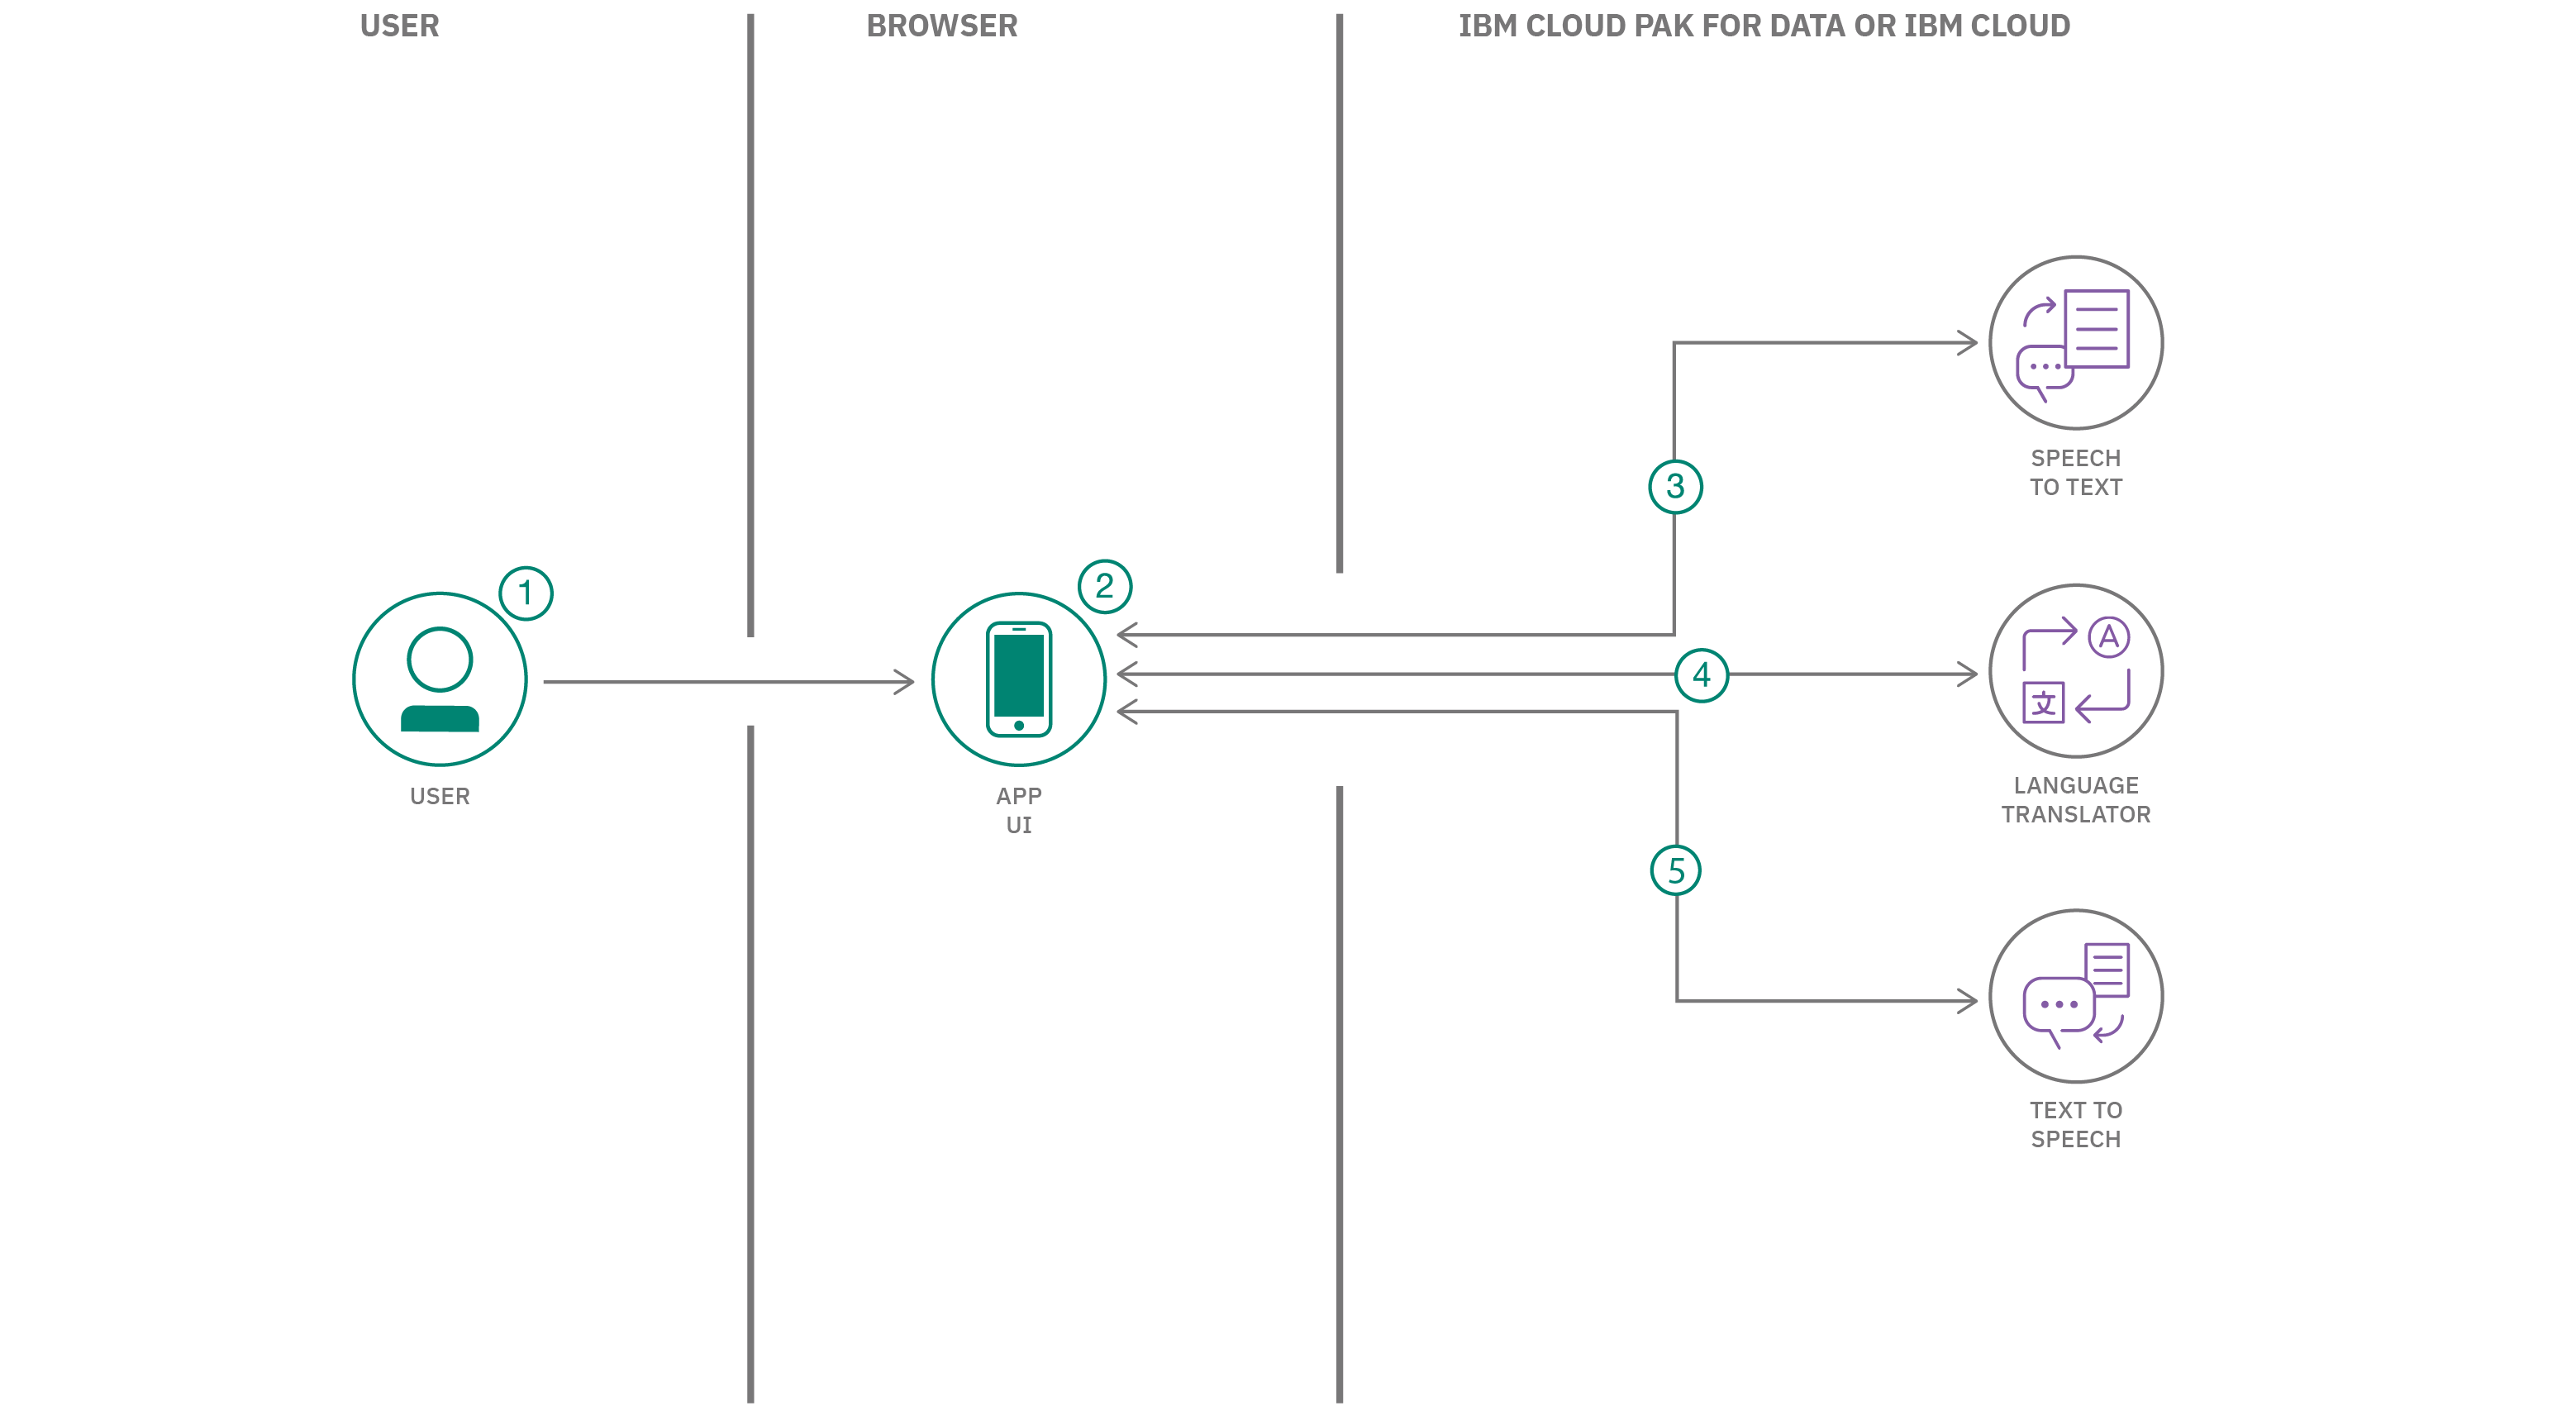 USER
BROWSER
IBM CLOUD PAK FOR DATA OR IBM CLOUD
1
USER
2
APP
UI
3
SPEECH
TO TEXT
4
A
文
LANGUAGE
TRANSLATOR
5
TEXT TO
SPEECH